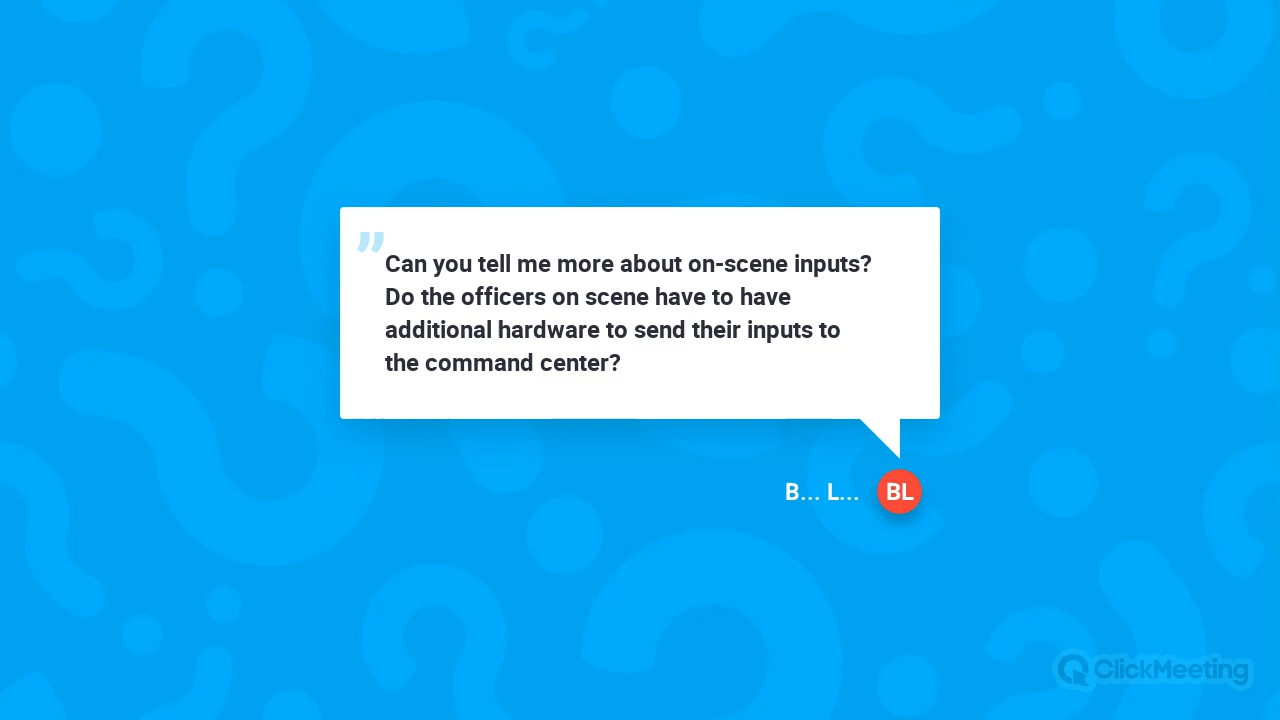 ”
Can you tell me more about on-scene inputs?
Do the officers on scene have to have
additional hardware to send their inputs to
the command center?
B... L... BL
ClickMeeting